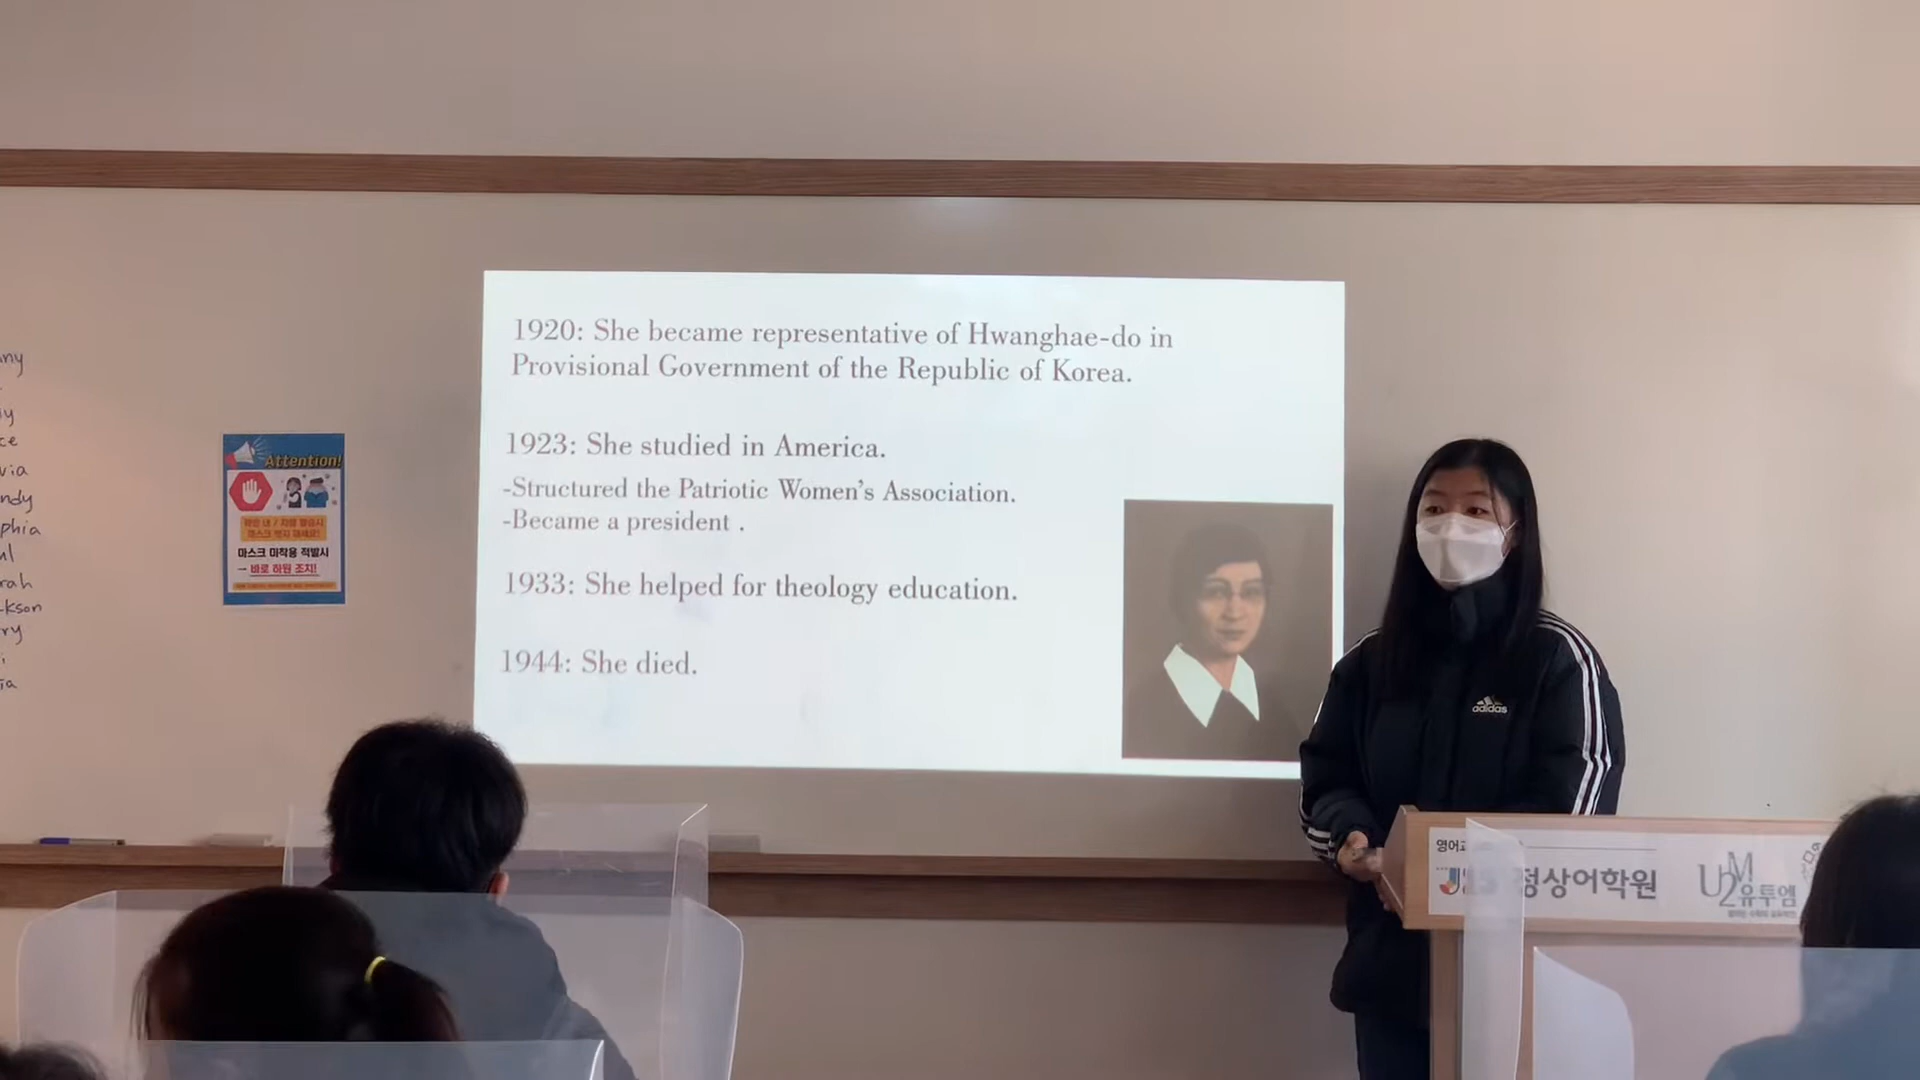 1920: She became representative of Hwanghae-do in
Provisional Government of the Republic of Korea.
1923: She studied in America.
-Structured the Patriotic Women's Association.
-Became a president .
1933: She helped for theology education.
1944: She died.
Attention!
마스크 미착용 적발시
→ 바로 하원 조치!
adidas
정상어학원
U2M
유투엠